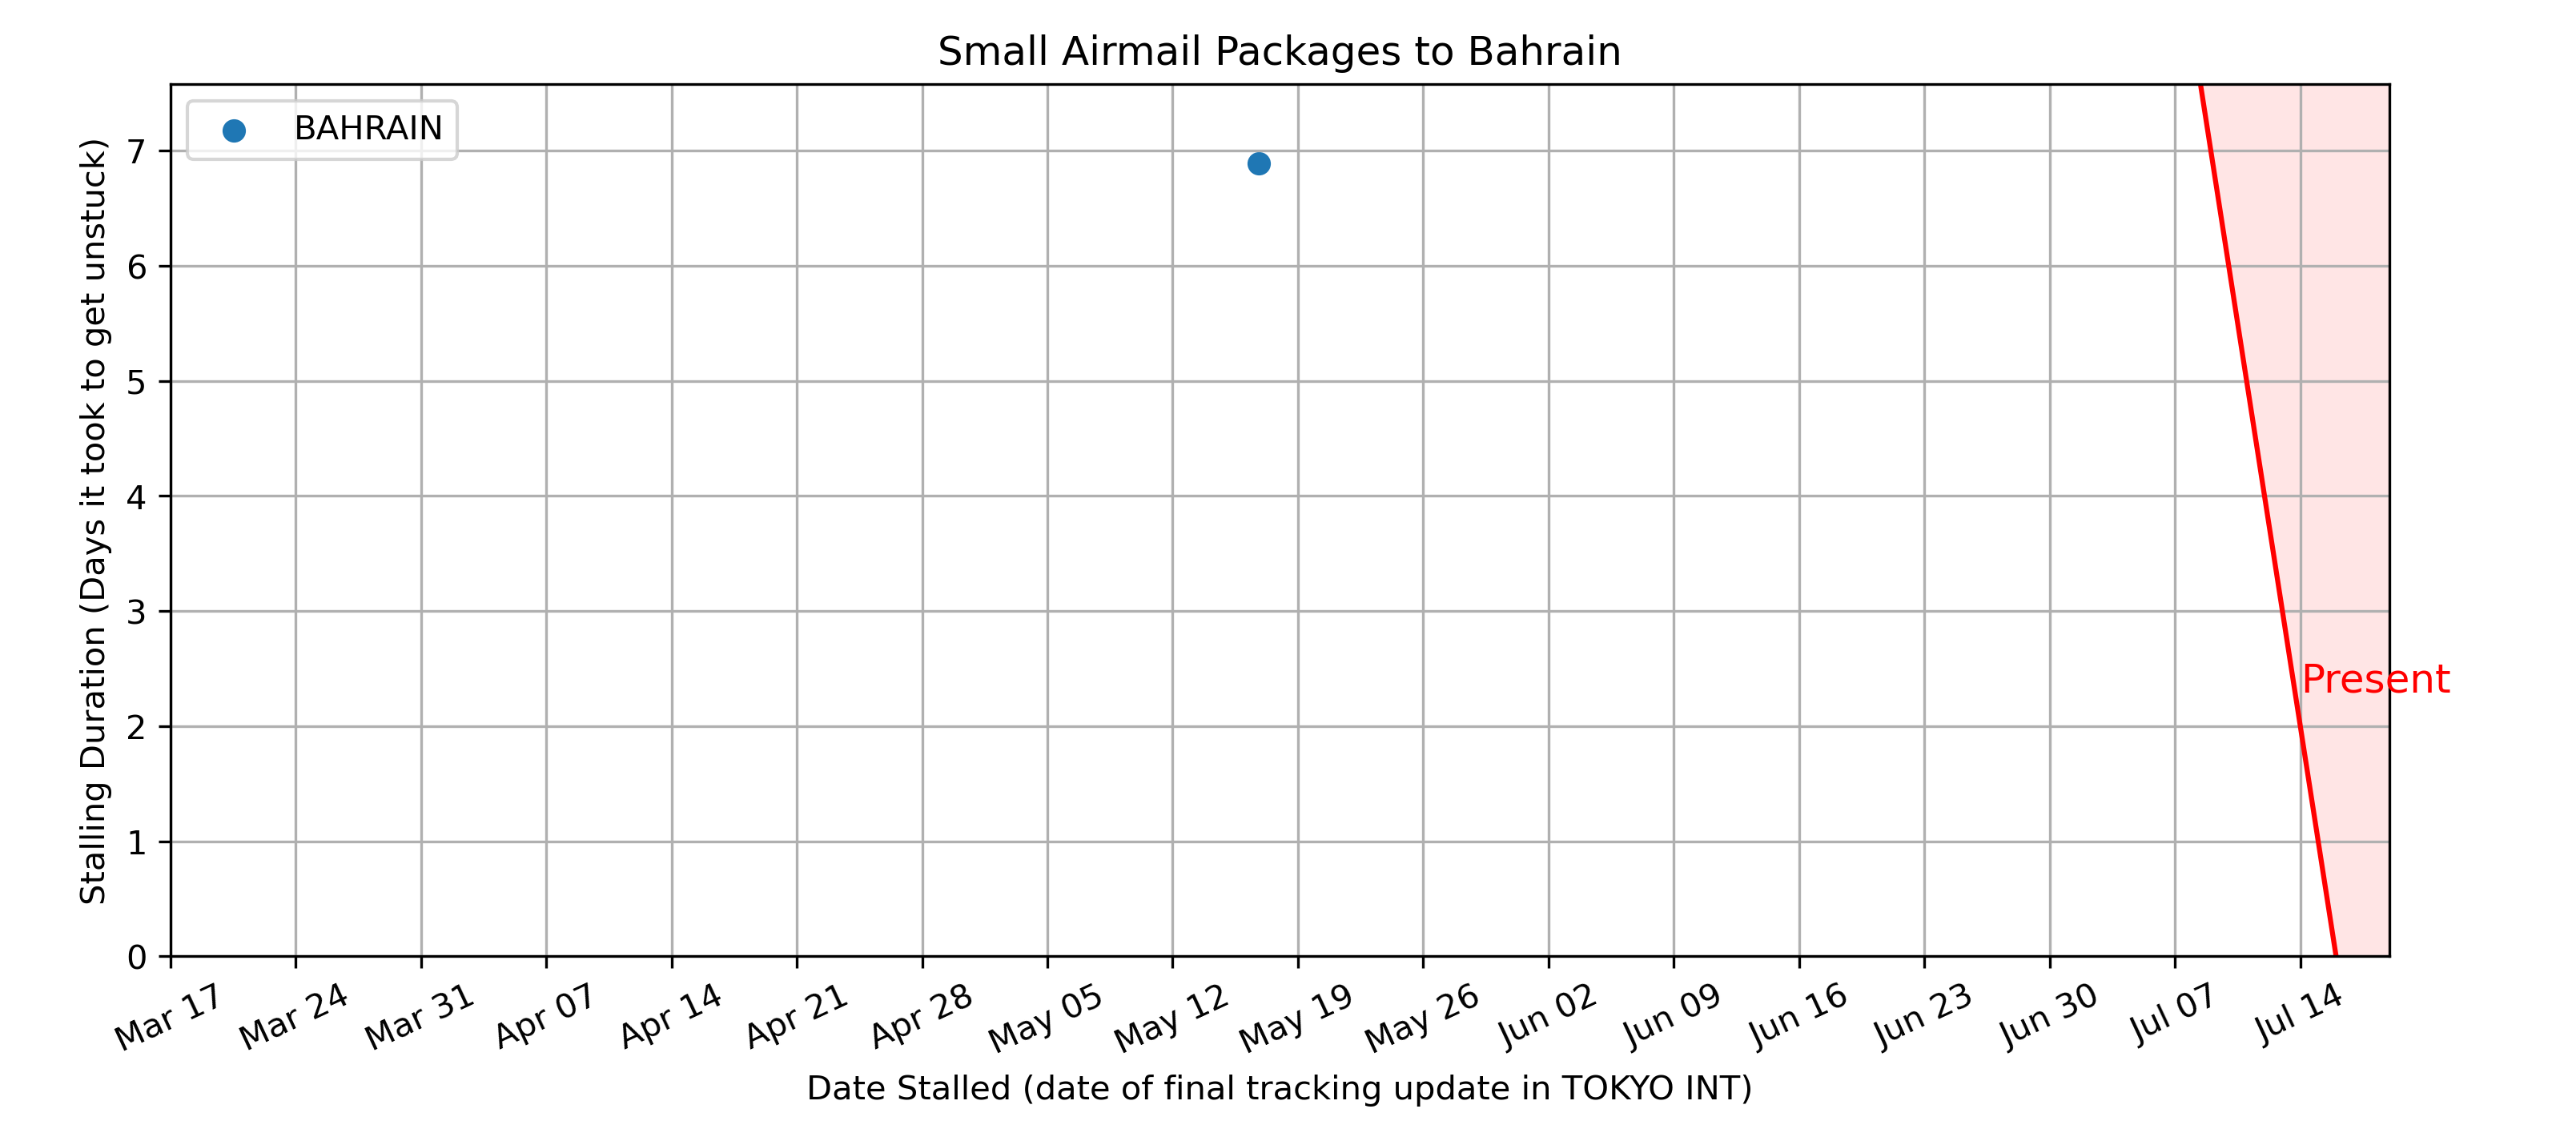 Small Airmail Packages to Bahrain
BAHRAIN
Stalling Duration (Days it took to get unstuck)
7
6
5
4
3
2
1
0
Present
Mar 17
Mar 24
Mar 31
Apr 07
Apr 14
Apr 21
Apr 28
May 05
May 12
May 19
May 26
Jun 02
Jun 09
Jun 16
Jun 23
Jun 30
Jul 07
Jul 14
Date Stalled (date of final tracking update in TOKYO INT)